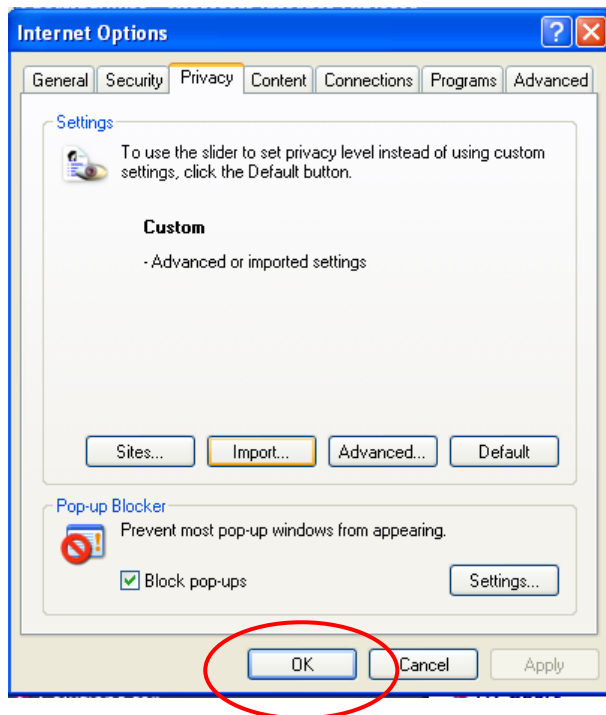 Internet Options
General Security Privacy Content Connections Programs Advanced
Settings
To use the slider to set privacy level instead of using custom
settings, click the Default button.
Custom
- Advanced or imported settings
Sites... Import... Advanced... Default
Pop-up Blocker
Prevent most pop-up windows from appearing.
Block pop-ups Settings...
OK Cancel Apply